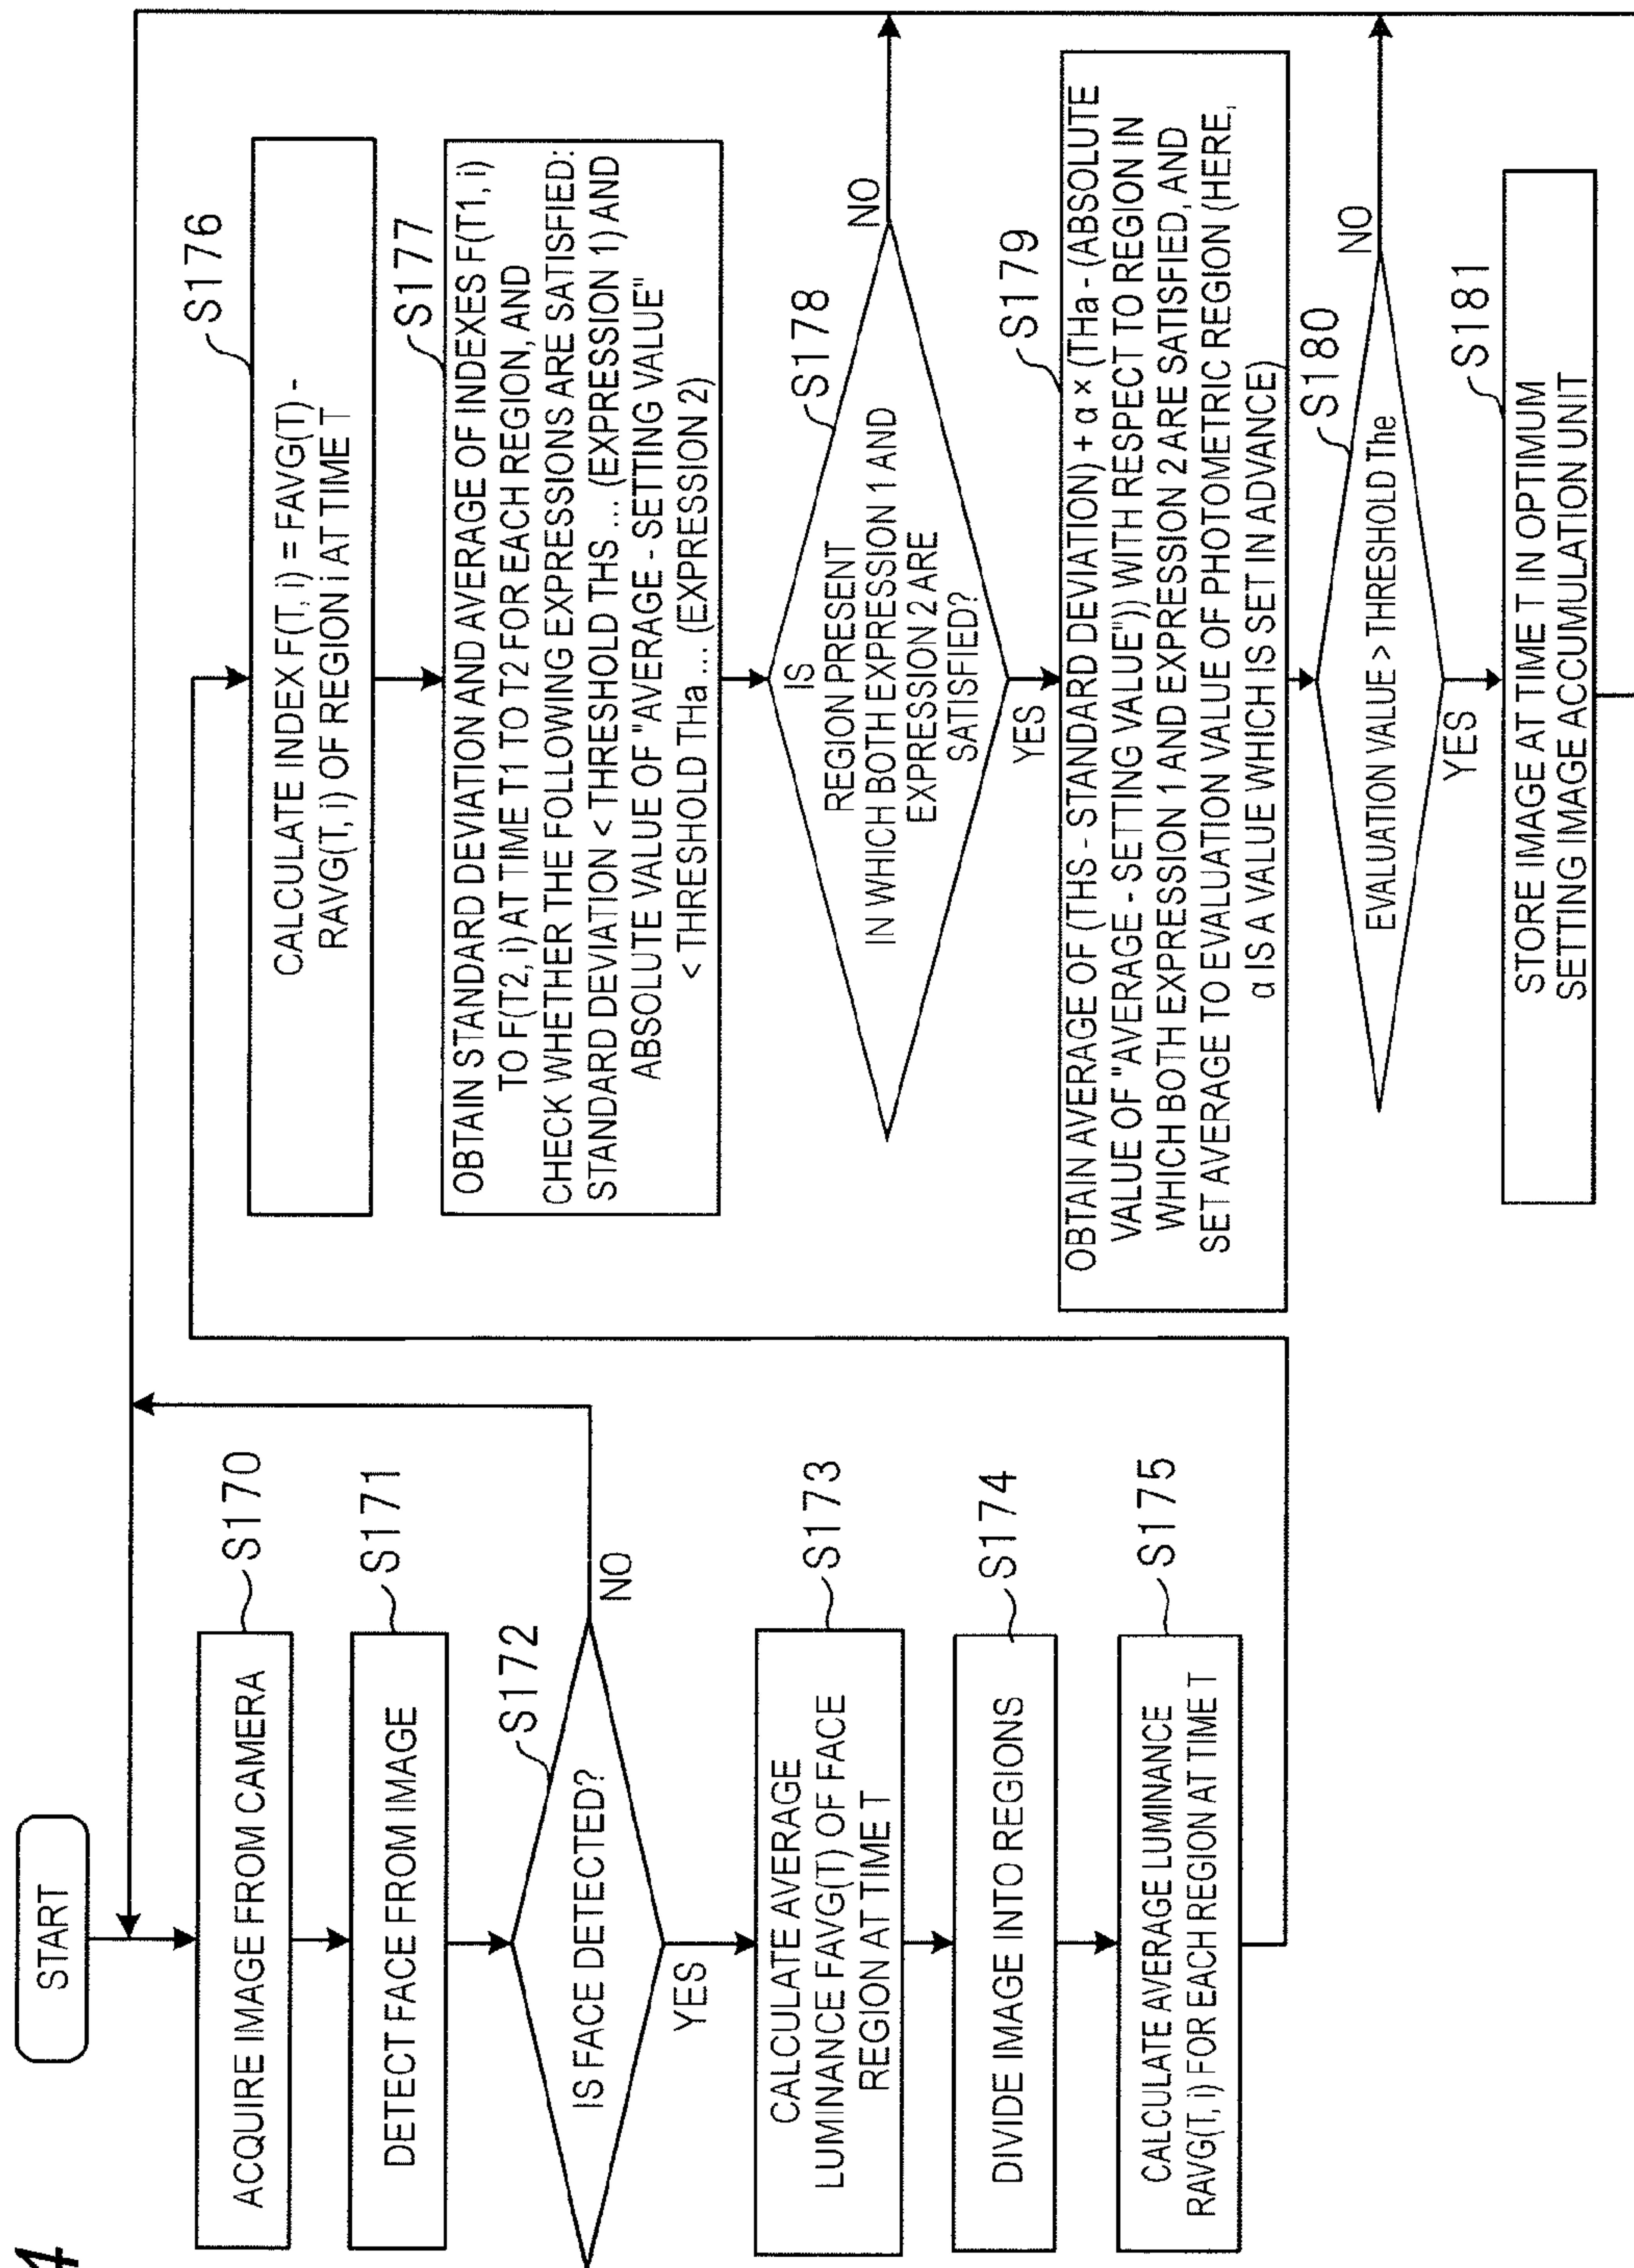 4
START
ACQUIRE IMAGE FROM CAMERA
S170
DETECT FACE FROM IMAGE
S171
IS FACE DETECTED?
S172
NO
YES
CALCULATE AVERAGE
LUMINANCE FAVG(T) OF FACE
REGION AT TIME T
S173
DIVIDE IMAGE INTO REGIONS
S174
CALCULATE AVERAGE LUMINANCE
RAVG(T, i) FOR EACH REGION AT TIME T
S175
CALCULATE INDEX F(T, i) = FAVG(T) -
RAVG(T, i) OF REGION i AT TIME T
S176
OBTAIN STANDARD DEVIATION AND AVERAGE OF INDEXES F(T1, i)
TO F(T2, i) AT TIME T1 TO T2 FOR EACH REGION, AND
CHECK WHETHER THE FOLLOWING EXPRESSIONS ARE SATISFIED:
STANDARD DEVIATION < THRESHOLD THS ... (EXPRESSION 1) AND
ABSOLUTE VALUE OF "AVERAGE - SETTING VALUE"
< THRESHOLD THa ... (EXPRESSION 2)
S177
IS
REGION PRESENT
IN WHICH BOTH EXPRESSION 1 AND
EXPRESSION 2 ARE
SATISFIED?
S178
NO
YES
OBTAIN AVERAGE OF (THS - STANDARD DEVIATION) + α × (THa - (ABSOLUTE
VALUE OF "AVERAGE - SETTING VALUE")) WITH RESPECT TO REGION IN
WHICH BOTH EXPRESSION 1 AND EXPRESSION 2 ARE SATISFIED, AND
SET AVERAGE TO EVALUATION VALUE OF PHOTOMETRIC REGION (HERE,
α IS A VALUE WHICH IS SET IN ADVANCE)
S179
EVALUATION VALUE > THRESHOLD The
S180
NO
YES
STORE IMAGE AT TIME T IN OPTIMUM
SETTING IMAGE ACCUMULATION UNIT
S181